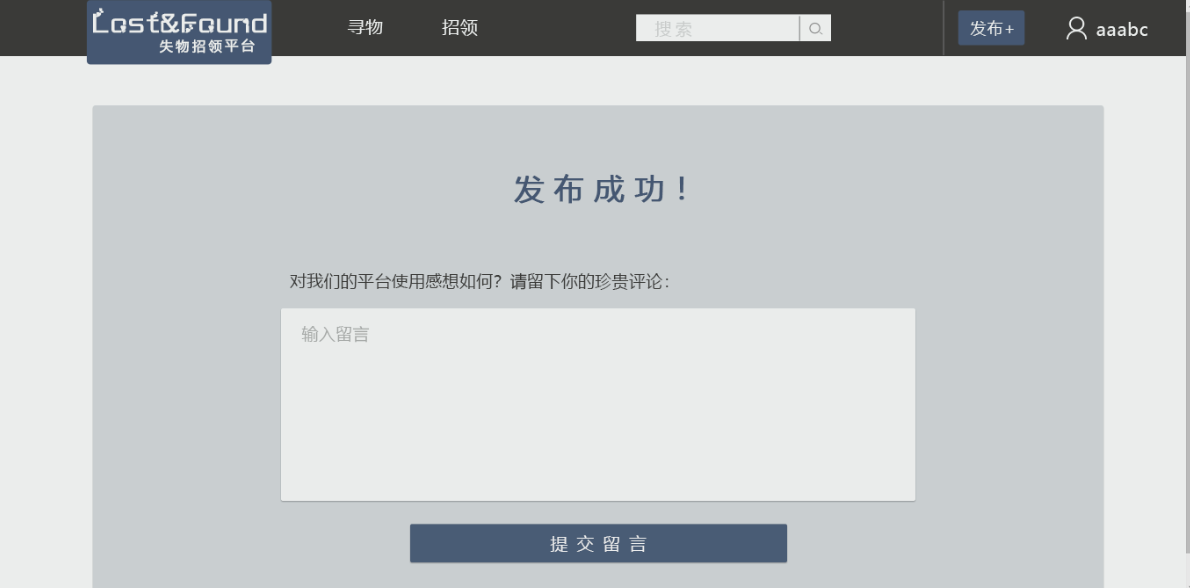 Lost&Found
失物招领平台
寻物
招领
搜索
发布+
aaabc
发布成功！
对我们的平台使用感想如何？请留下你的珍贵评论：
输入留言
提交留言